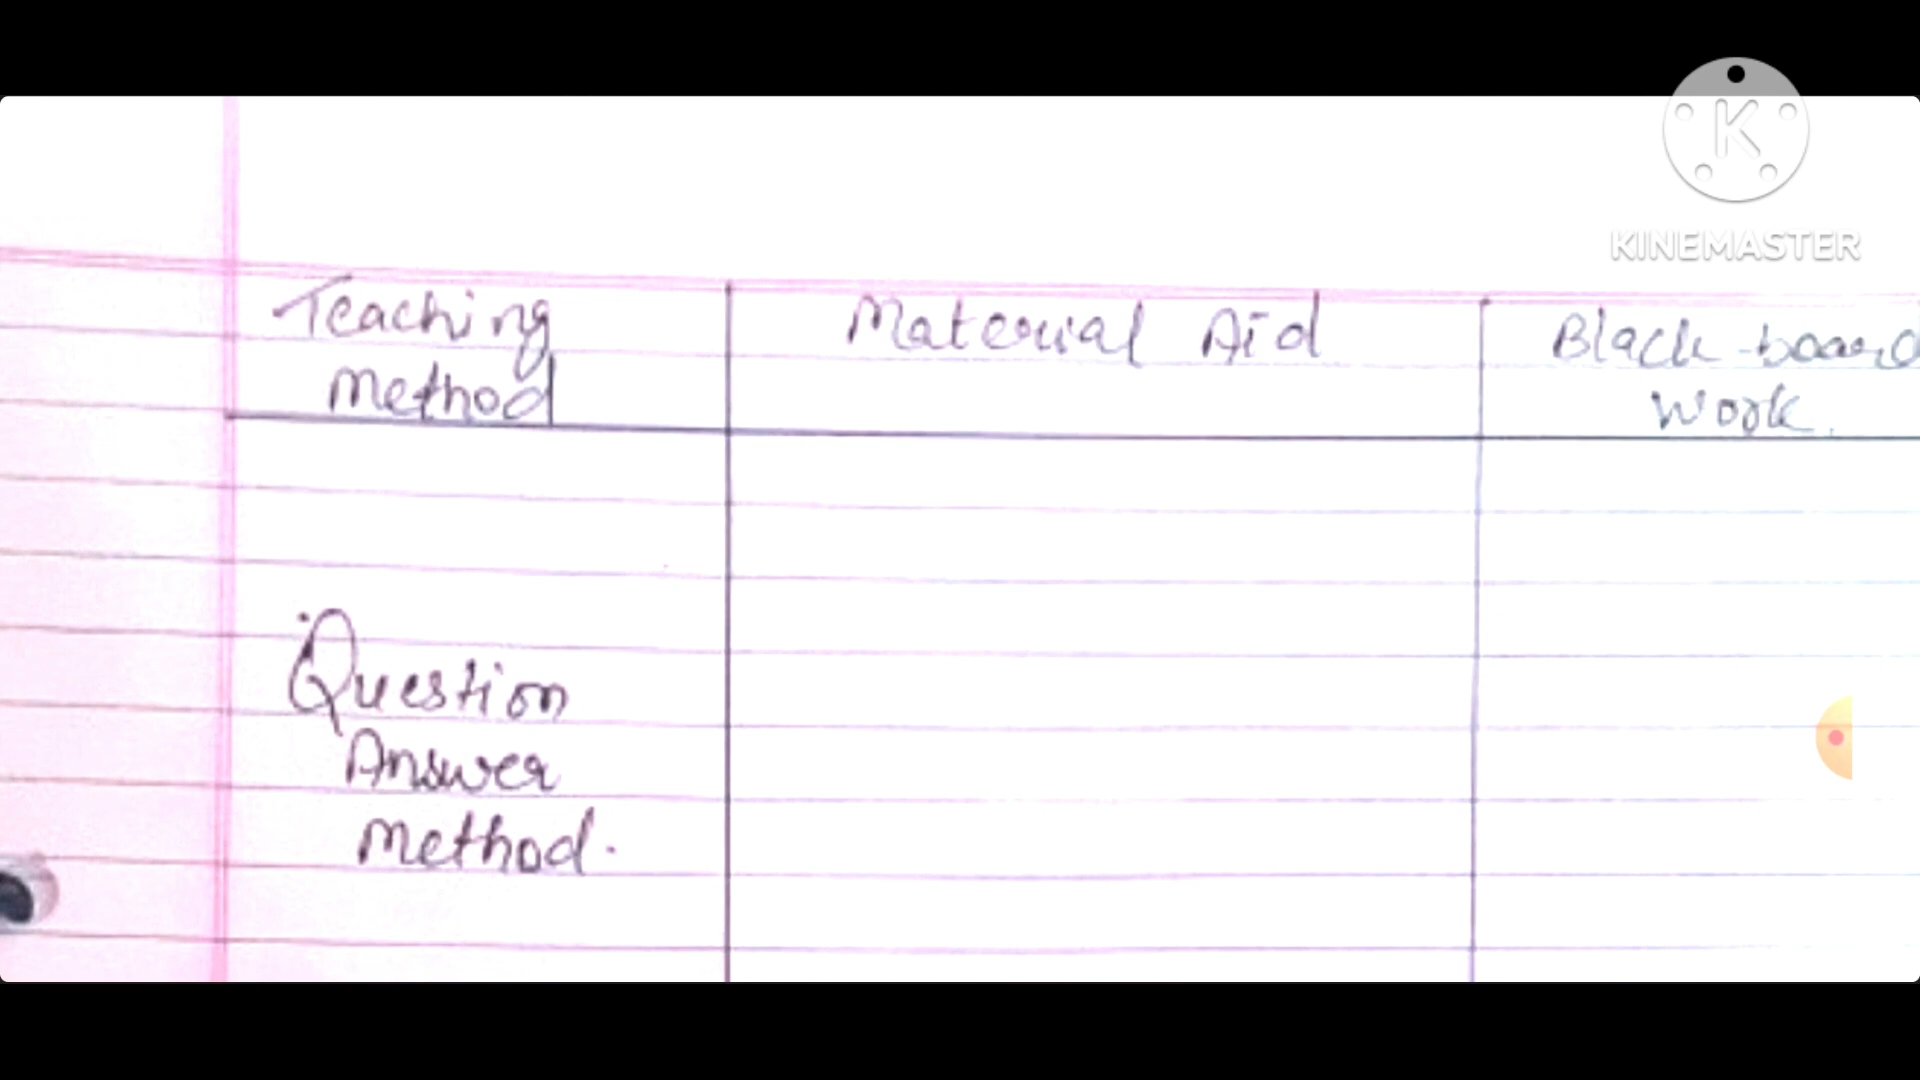 KINEMASTER
Teaching Method
Material Aid
Black-board Work.
Question
Answer
Method.